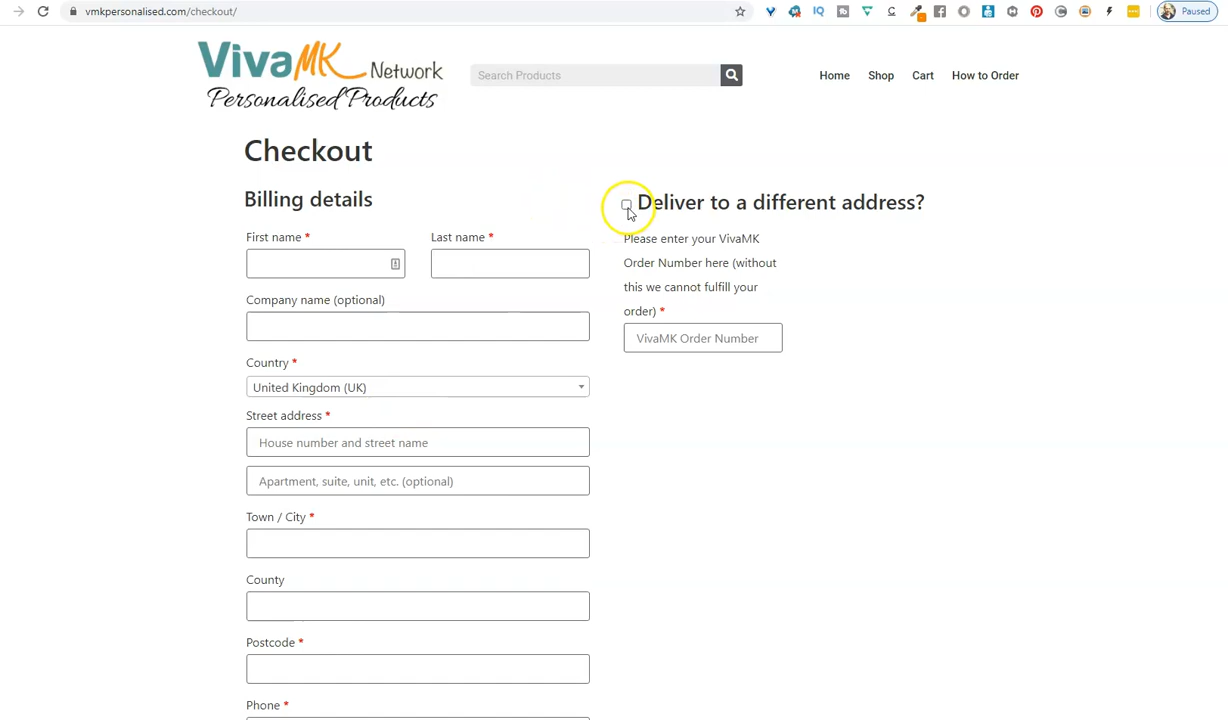 vmkpersonalised.com/checkout/
Paused
VivaMK Network
Personalised Products
Search Products
Home
Shop
Cart
How to Order
Checkout
Billing details
First name *
Last name *
Company name (optional)
Country *
United Kingdom (UK)
Street address *
House number and street name
Apartment, suite, unit, etc. (optional)
Town / City *
County
Postcode *
Phone *
Deliver to a different address?
Please enter your VivaMK
Order Number here (without
this we cannot fulfill your
order) *
VivaMK Order Number